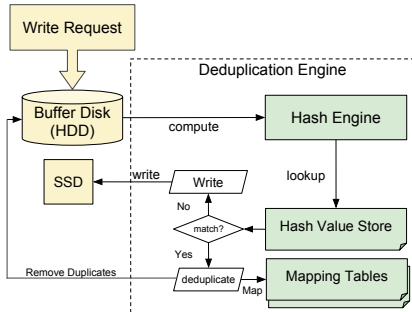 Write Request
Deduplication Engine
Buffer Disk
(HDD)
compute
Hash Engine
lookup
SSD
write
Write
No
match?
Hash Value Store
Yes
Remove Duplicates
deduplicate
Map
Mapping Tables